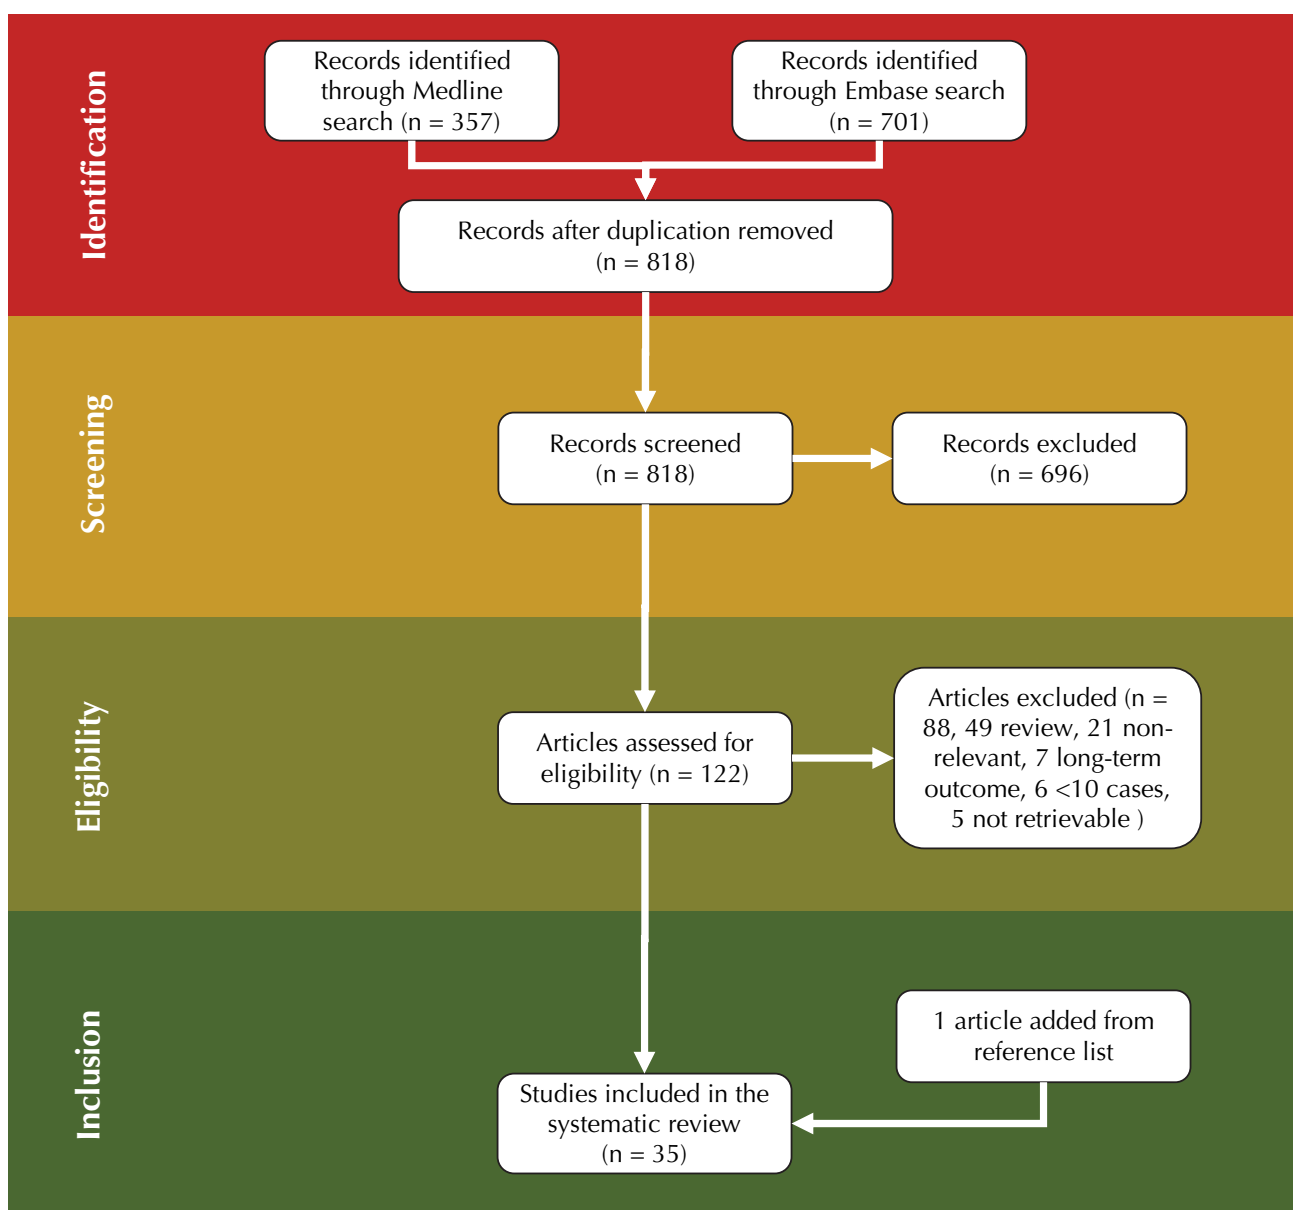 Identification
Records identified
through Medline
search (n = 357)
Records identified
through Embase search
(n = 701)
Records after duplication removed
(n = 818)
Screening
Records screened
(n = 818)
Records excluded
(n = 696)
Eligibility
Articles assessed for
eligibility (n = 122)
Articles excluded (n =
88, 49 review, 21 non-
relevant, 7 long-term
outcome, 6 <10 cases,
5 not retrievable )
Inclusion
1 article added from
reference list
Studies included in the
systematic review
(n = 35)